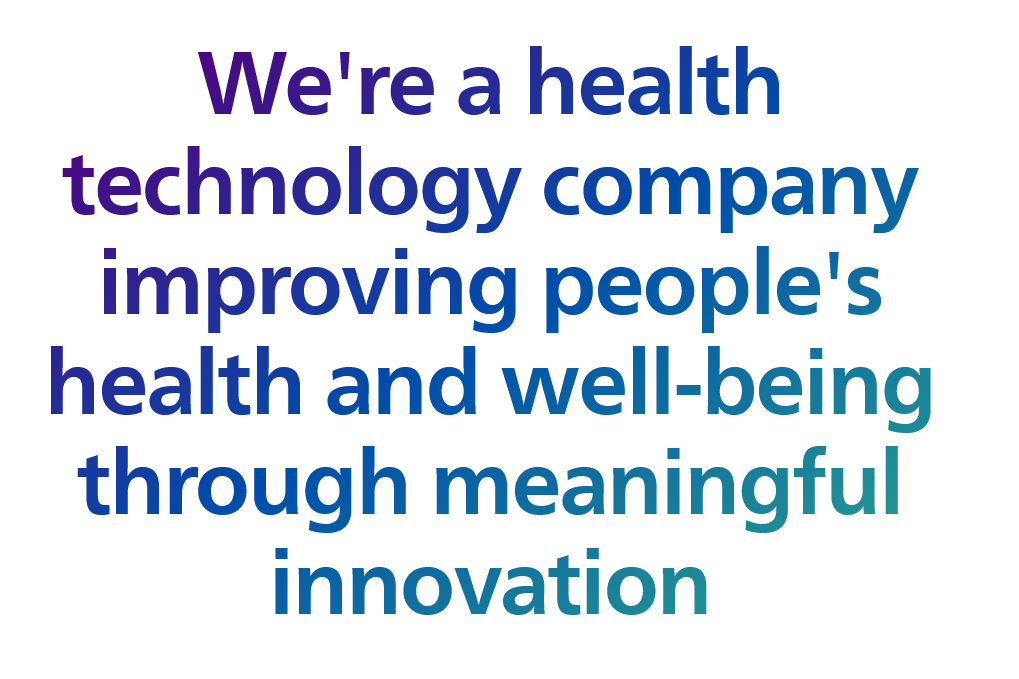 We're a health
technology company
improving people's
health and well-being
through meaningful
innovation